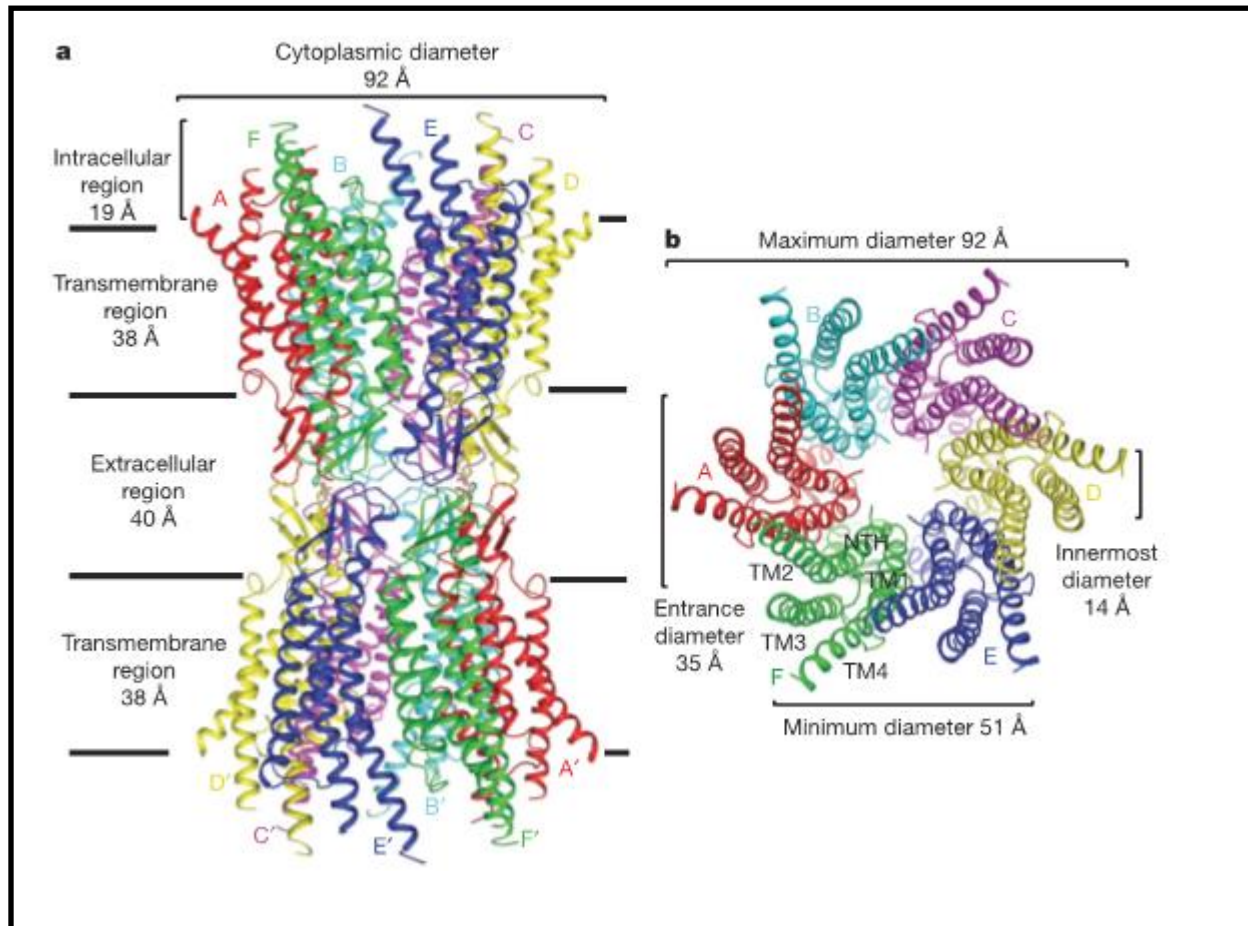 a
Cytoplasmic diameter
92 Å
F
E
C
B
D
A
Intracellular
region
19 Å
Transmembrane
region
38 Å
Extracellular
region
40 Å
Transmembrane
region
38 Å
D′
C′
E′
B′
F′
A′
b
Maximum diameter 92 Å
B
C
A
D
NTH
TM2
TM1
TM3
TM4
F
E
Entrance
diameter
35 Å
Innermost
diameter
14 Å
Minimum diameter 51 Å